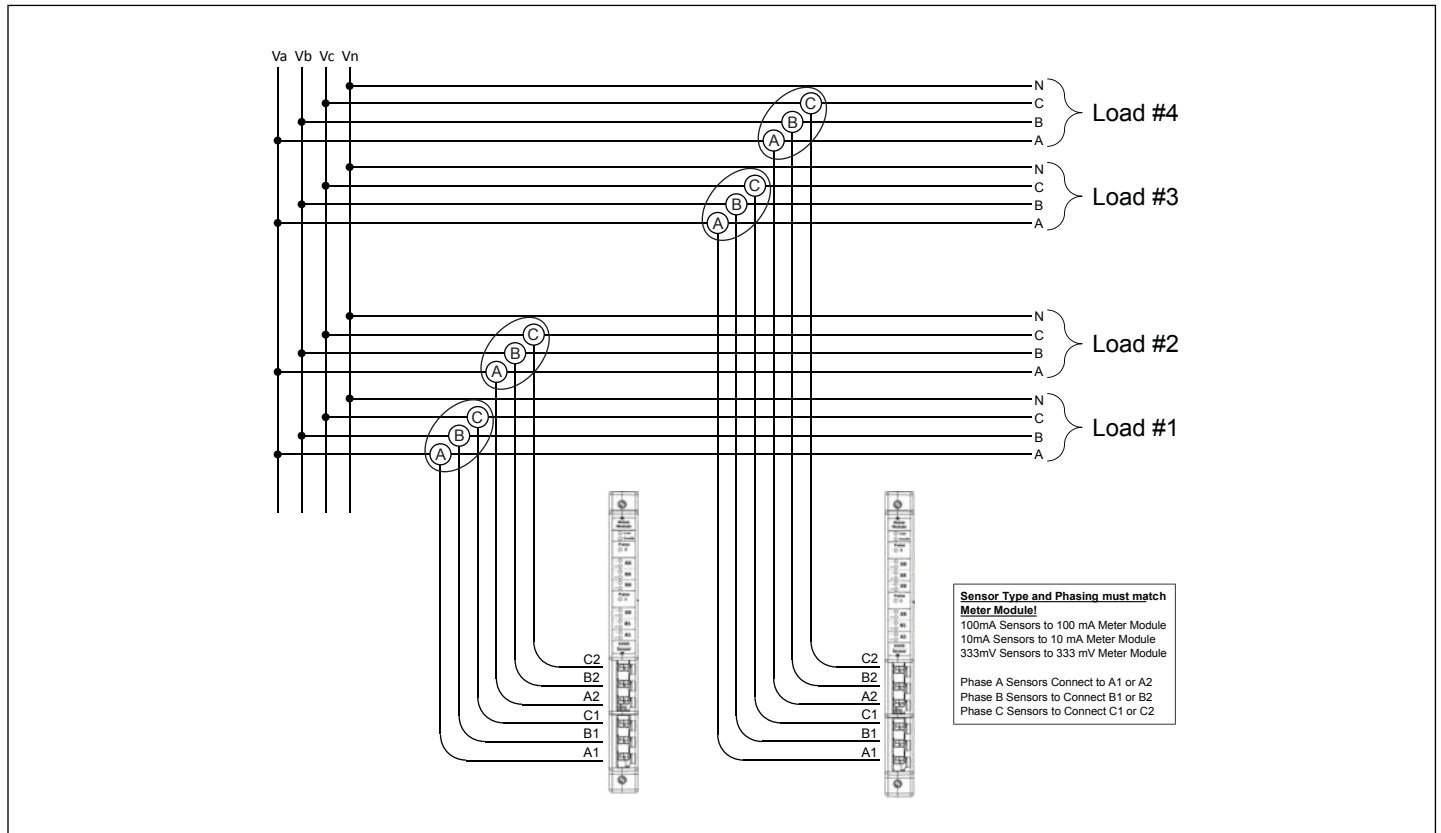 Va Vb Vc Vn
N
C
B
A
Load #4
C
B
A
N
C
B
A
Load #3
C
B
A
N
C
B
A
Load #2
C
B
A
N
C
B
A
Load #1
C
B
A
C2
B2
A2
C1
B1
A1
C2
B2
A2
C1
B1
A1
Sensor Type and Phasing must match
Meter Module!
100mA Sensors to 100 mA Meter Module
10mA Sensors to 10 mA Meter Module
333mV Sensors to 333 mV Meter Module
Phase A Sensors Connect to A1 or A2
Phase B Sensors to Connect B1 or B2
Phase C Sensors to Connect C1 or C2